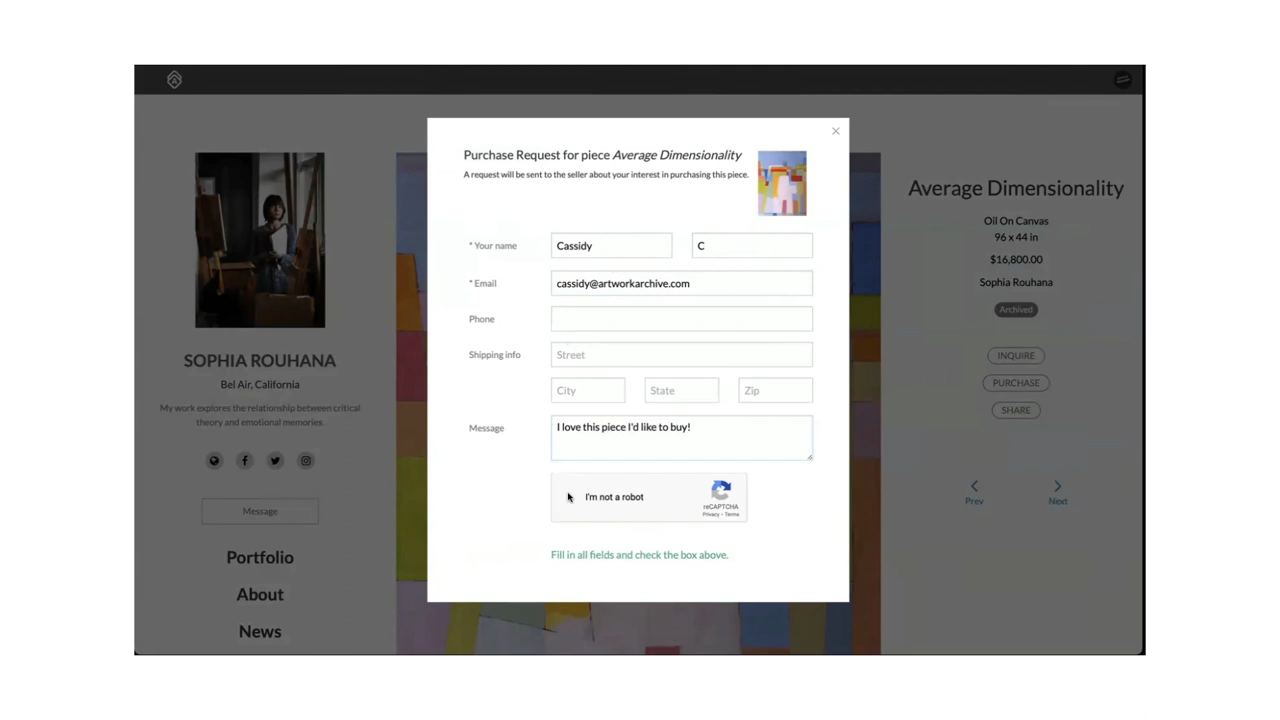 Purchase Request for piece Average Dimensionality
A request will be sent to the seller about your interest in purchasing this piece.
* Your name
Cassidy
C
* Email
cassidy@artworkarchive.com
Phone
Shipping info
Street
City
State
Zip
Message
I love this piece I'd like to buy!
I'm not a robot
reCAPTCHA
Privacy - Terms
Fill in all fields and check the box above.
SOPHIA ROUHANA
Bel Air, California
My work explores the relationship between critical
theory and emotional memories.
Message
Portfolio
About
News
Average Dimensionality
Oil On Canvas
96 x 44 in
$16,800.00
Sophia Rouhana
Archived
INQUIRE
PURCHASE
SHARE
Prev
Next